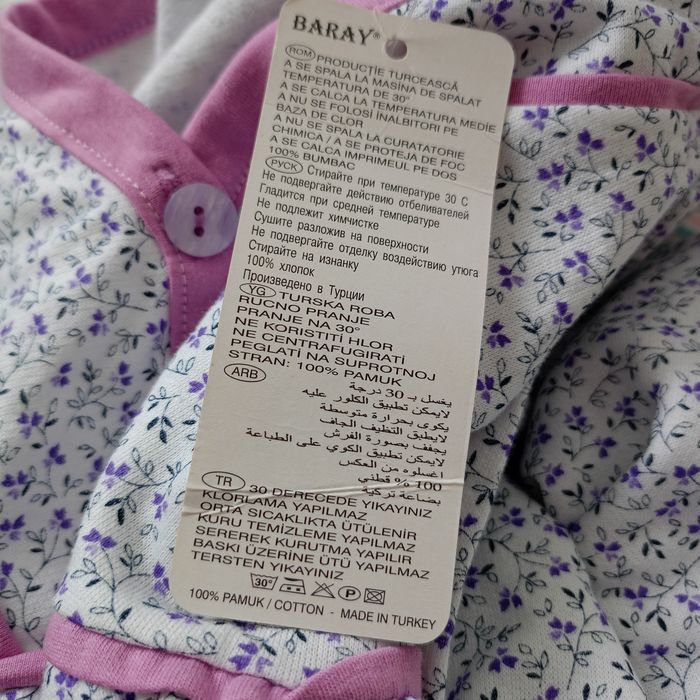 BARAY®
ROM PRODUCTIE TURCEASCĂ
A SE SPALA LA MASINA DE SPALAT
TEMPERATURA DE 30°
A SE CALCA LA TEMPERATURA MEDIE
A NU SE FOLOSI ÎNALBITORI PE
BAZA DE CLOR
A NU SE SPALA LA CURATATORIE
CHIMICA / A SE PROTEJA DE FOC
A SE CALCA IMPRIMEUL PE DOS
100% BUMBAC
РУСК Стирайте при температуре 30 С
Не подвергайте действию отбеливателей
Гладится при средней температуре
Не подлежит химчистке
Сушите разложив на поверхности
Не подвергайте отделку воздействию утюга
Стирайте на изнанку
100% хлопок
Произведено в Турции
YG TURSKA ROBA
RUCNO PRANJE
PRANJE NA 30°
NE KORISTITI HLOR
NE CENTRAFUGIRATI
PEGLATI NA SUPROTNOJ
STRAN: 100% PAMUK
ARB
يغسل بـ 30 درجة
لايمكن تطبيق الكلور عليه
يكوى بحرارة متوسطة
لايطبق التظيف الجاف
يجفف بصورة الفرش
لايمكن تطبيق الكوي على الطباعة
اغسلوه من العكس
100 % قطني
بضاعة تركية
TR 30 DERECEDE YIKAYINIZ
KLORLAMA YAPILMAZ
ORTA SICAKLIKTA ÜTÜLENİR
KURU TEMİZLEME YAPILMAZ
SEREREK KURUTMA YAPILIR
BASKI ÜZERİNE ÜTÜ YAPILMAZ
TERSTEN YIKAYINIZ
30° P
100% PAMUK / COTTON - MADE IN TURKEY